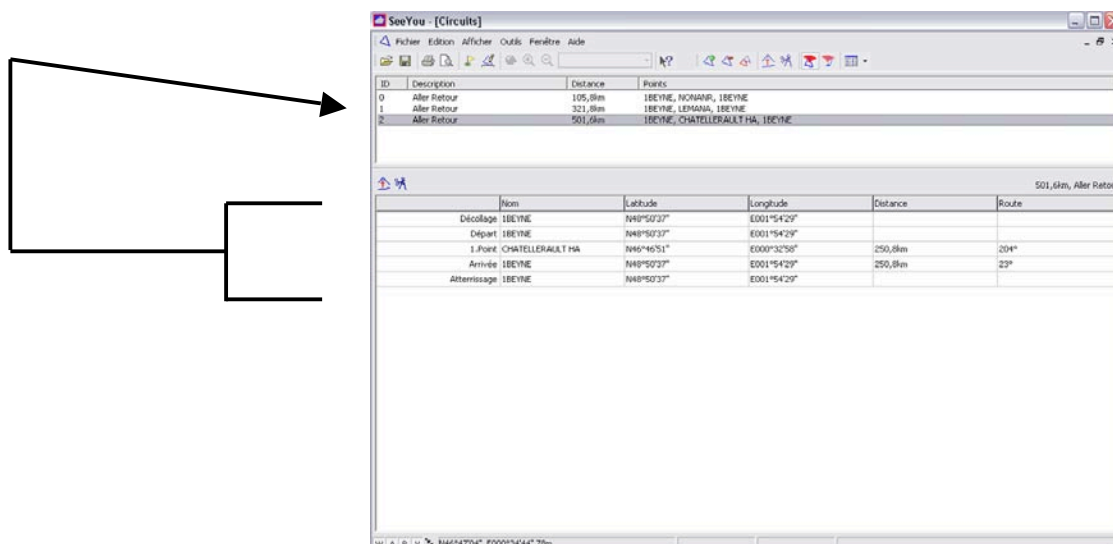 SeeYou - [Circuits]
Fichier Edition Afficher Outils Fenêtre Aide
ID Description Distance Points
0 Aller Retour 105,8km 1BEYNE, NONANR, 1BEYNE
1 Aller Retour 321,8km 1BEYNE, LEMANA, 1BEYNE
2 Aller Retour 501,6km 1BEYNE, CHATELLERAULT HA, 1BEYNE
501,6km, Aller Retou
Nom Latitude Longitude Distance Route
Décollage 1BEYNE N48°50'37" E001°54'29"
Départ 1BEYNE N48°50'37" E001°54'29"
1.Point CHATELLERAULT HA N46°46'51" E000°32'58" 250,8km 204°
Arrivée 1BEYNE N48°50'37" E001°54'29" 250,8km 23°
Atterrissage 1BEYNE N48°50'37" E001°54'29"